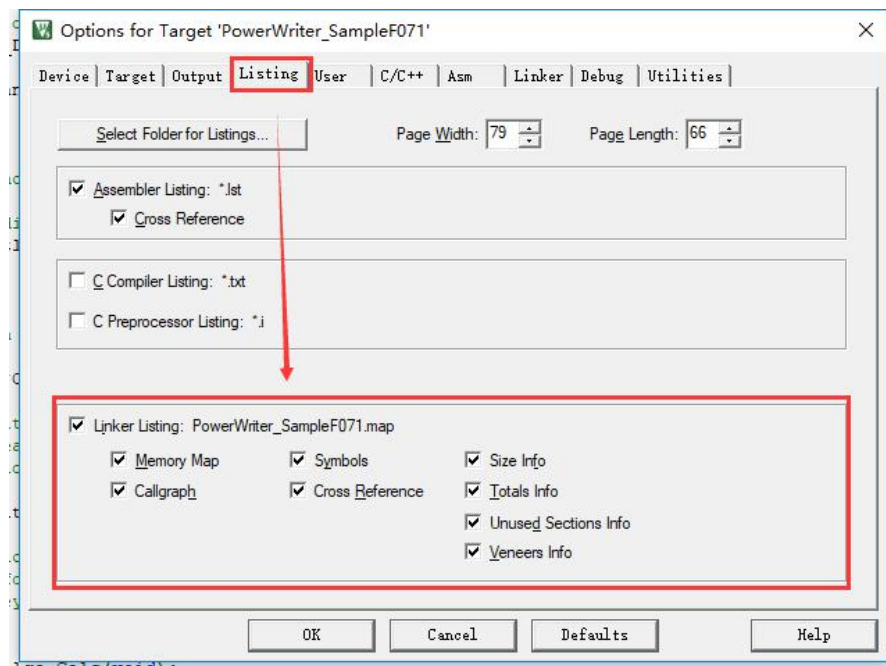 Options for Target 'PowerWriter_SampleF071'
Device Target Output Listing User C/C++ Asm Linker Debug Utilities
Select Folder for Listings... Page Width: 79 Page Length: 66
Assembler Listing: *.lst
Cross Reference
C Compiler Listing: *.txt
C Preprocessor Listing: *.i
Linker Listing: PowerWriter_SampleF071.map
Memory Map Symbols Size Info
Callgraph Cross Reference Totals Info
Unused Sections Info
Veneers Info
OK Cancel Defaults Help